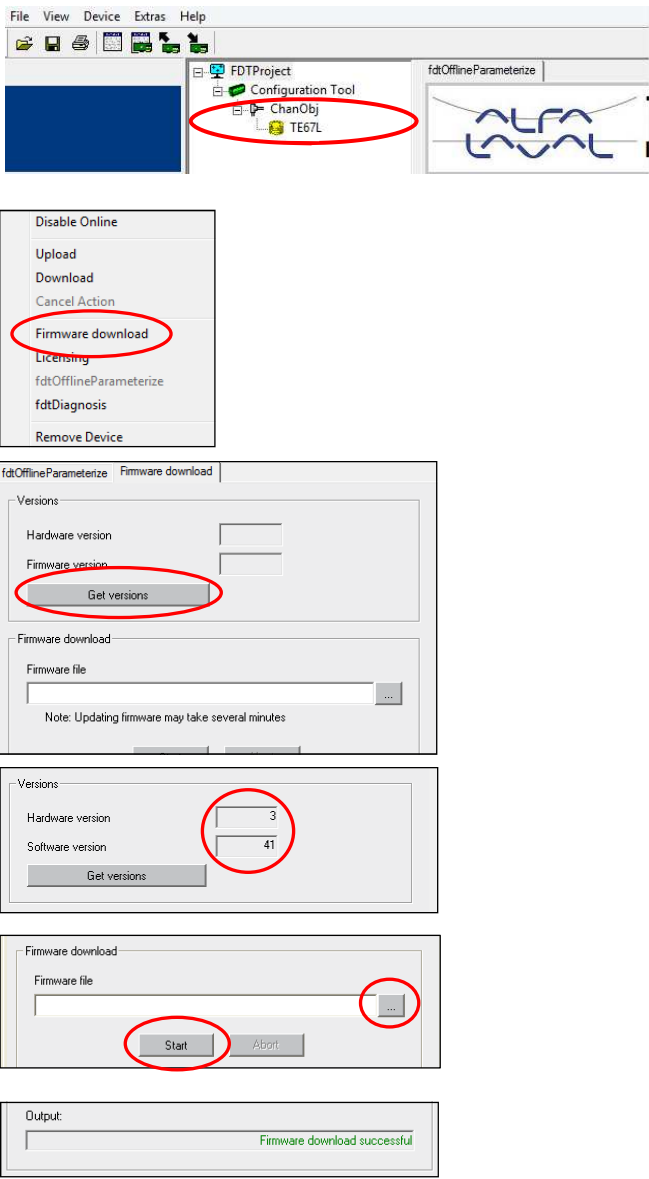 File View Device Extras Help
FDTProject
Configuration Tool
ChanObj
TE67L
fdtOfflineParameterize
ALFA
LAVAL
Disable Online
Upload
Download
Cancel Action
Firmware download
Licensing
fdtOfflineParameterize
fdtDiagnosis
Remove Device
fdtOfflineParameterize Firmware download
Versions
Hardware version
Firmware version
Get versions
Firmware download
Firmware file
...
Note: Updating firmware may take several minutes
Versions
Hardware version 3
Software version 41
Get versions
Firmware download
Firmware file
...
Start Abort
Output:
Firmware download successful